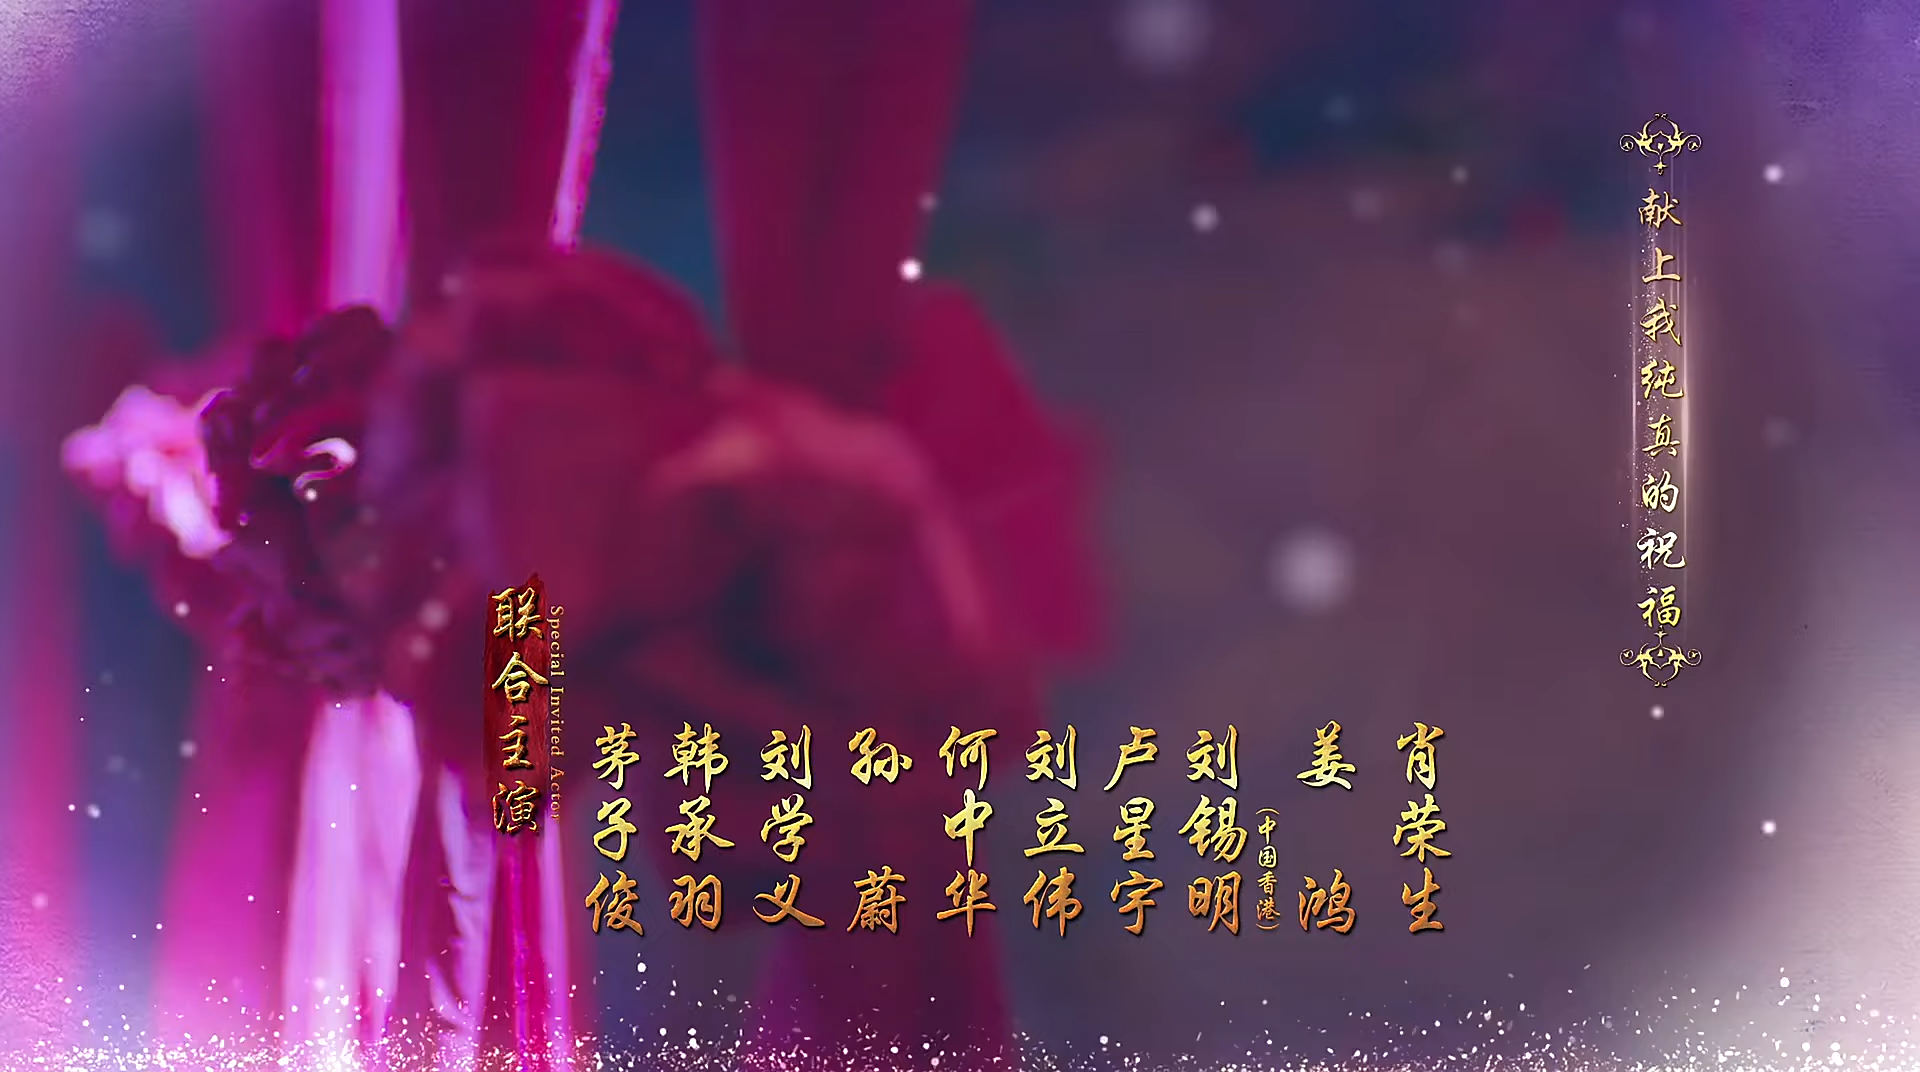 联合主演
Special Invited Actor
茅子俊
韩承羽
刘学义
孙蔚
何中华
刘立伟
卢星宇
刘锡明
(中国香港)
姜鸿
肖荣生
献上我纯真的祝福